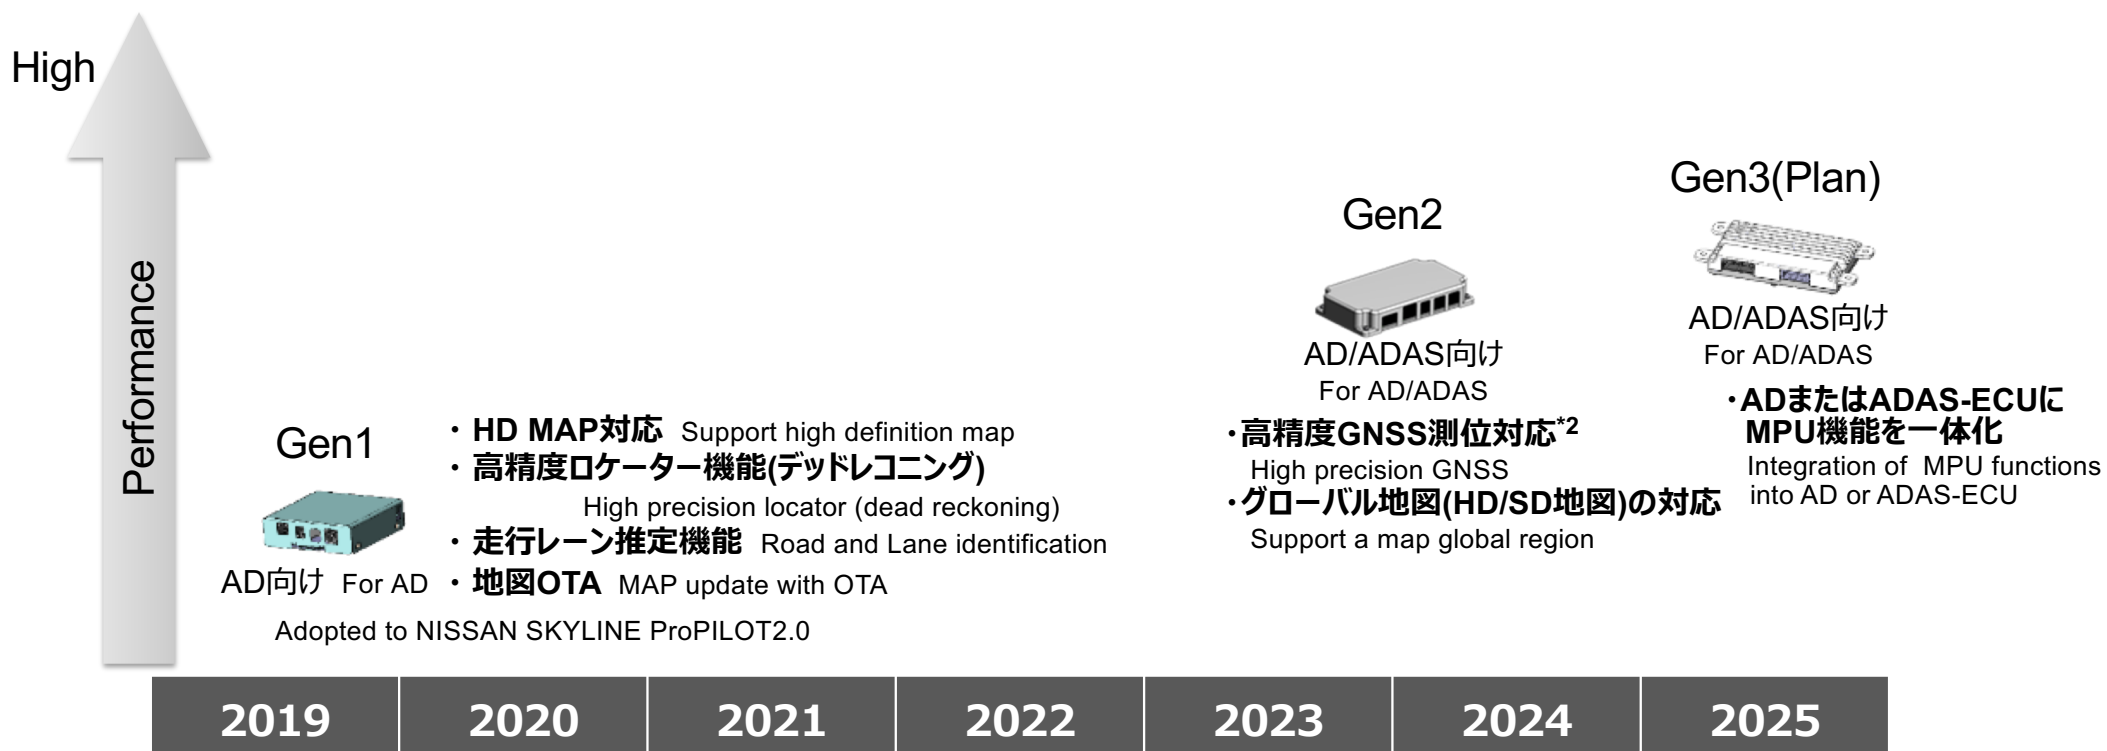 High
Performance
Gen1
AD向け For AD
・HD MAP対応 Support high definition map
・高精度ロケーター機能(デッドレコニング)
High precision locator (dead reckoning)
・走行レーン推定機能 Road and Lane identification
・地図OTA MAP update with OTA
Adopted to NISSAN SKYLINE ProPILOT2.0
Gen2
AD/ADAS向け
For AD/ADAS
・高精度GNSS測位対応*2
High precision GNSS
・グローバル地図(HD/SD地図)の対応
Support a map global region
Gen3(Plan)
AD/ADAS向け
For AD/ADAS
・ADまたはADAS-ECUに
MPU機能を一体化
Integration of MPU functions
into AD or ADAS-ECU
2019 2020 2021 2022 2023 2024 2025